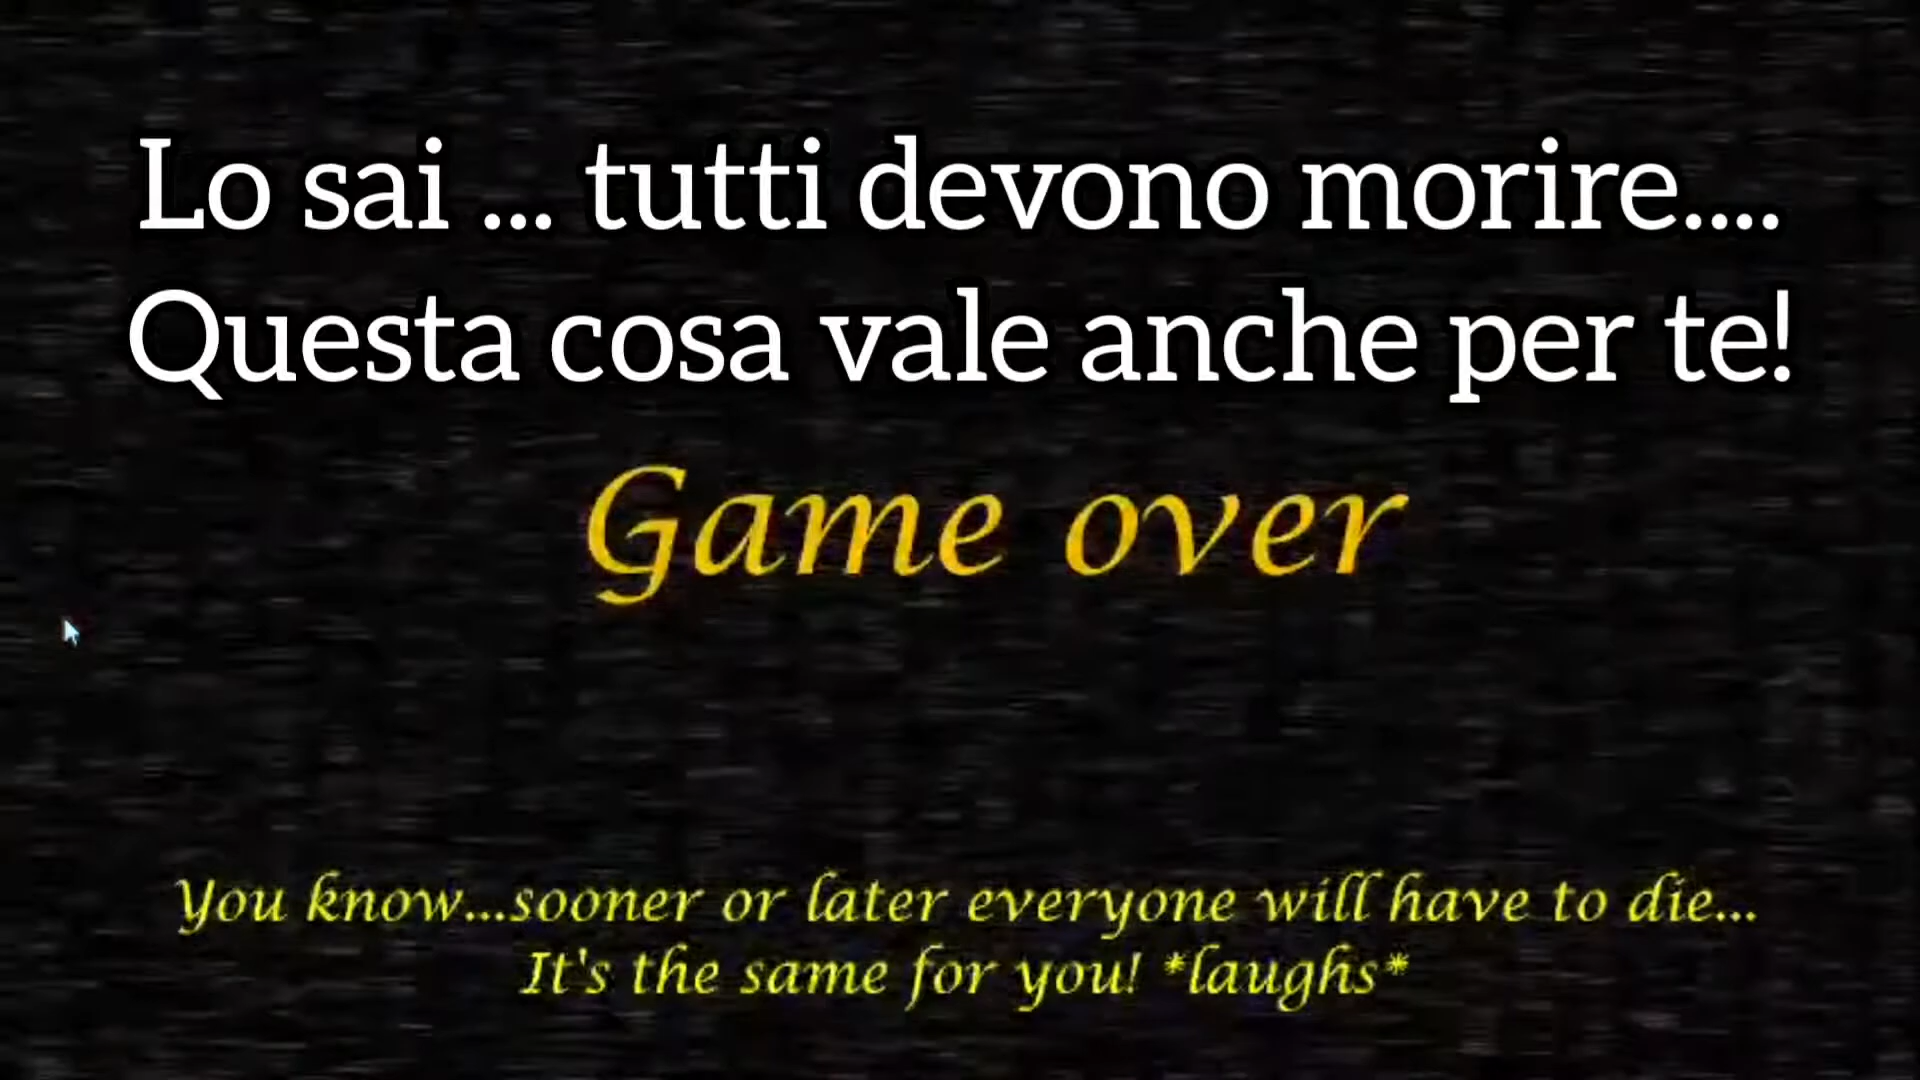 Lo sai ... tutti devono morire....
Questa cosa vale anche per te!
Game over
You know...sooner or later everyone will have to die...
It's the same for you! *laughs*